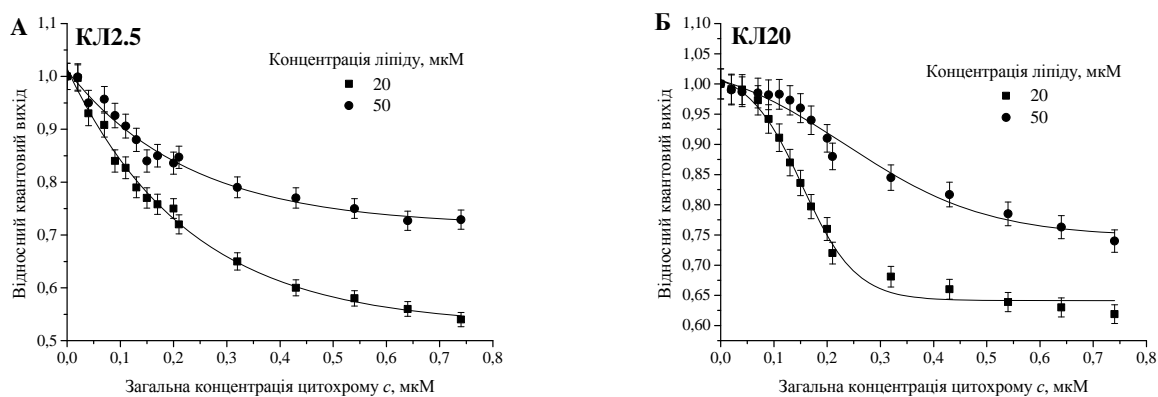 А
КЛ2.5
Концентрація ліпіду, мкМ
20
50
Відносний квантовий вихід
1,1
1,0
0,9
0,8
0,7
0,6
0,5
0,0 0,1 0,2 0,3 0,4 0,5 0,6 0,7 0,8
Загальна концентрація цитохрому с, мкМ
Б
КЛ20
Концентрація ліпіду, мкМ
20
50
Відносний квантовий вихід
1,10
1,05
1,00
0,95
0,90
0,85
0,80
0,75
0,70
0,65
0,60
0,0 0,1 0,2 0,3 0,4 0,5 0,6 0,7 0,8
Загальна концентрація цитохрому с, мкМ